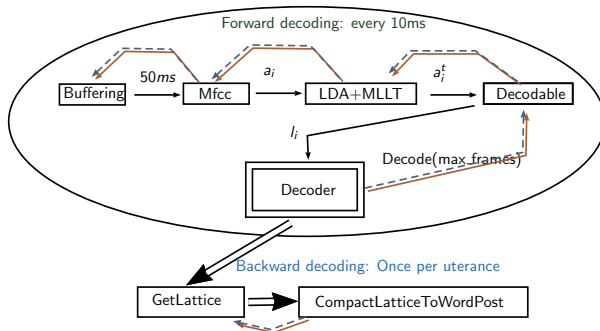 Forward decoding: every 10ms
50ms
a_i
a_i^t
Buffering
Mfcc
LDA+MLLT
Decodable
l_i
Decode(max_frames)
Decoder
Backward decoding: Once per uterance
GetLattice
CompactLatticeToWordPost